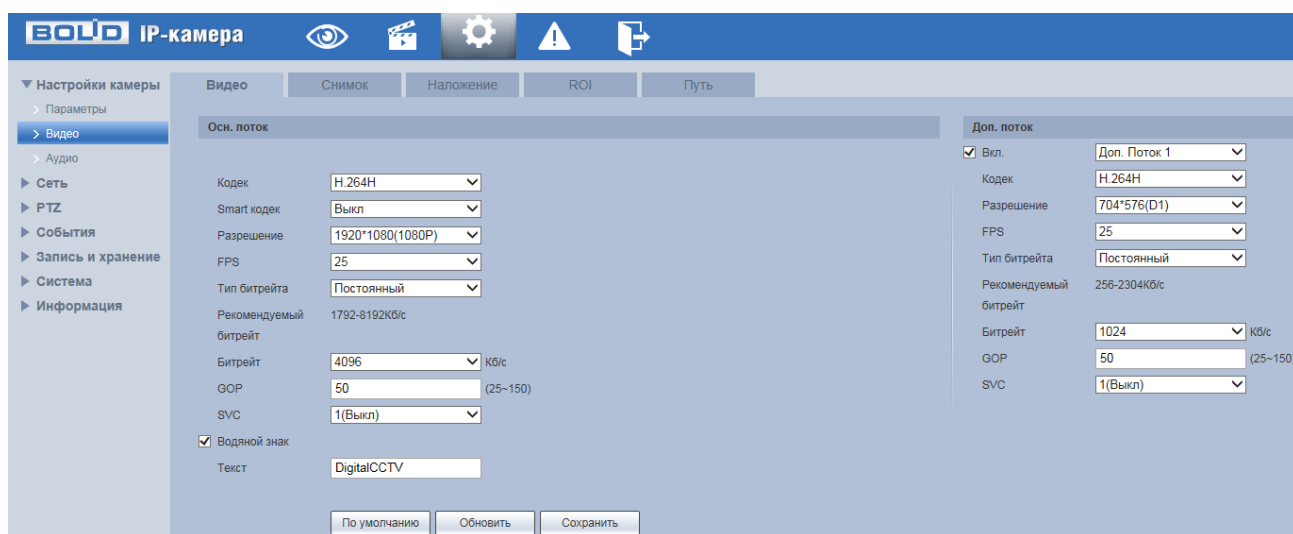 BOLID IP-камера
Настройки камеры
Параметры
Видео
Аудио
Сеть
PTZ
События
Запись и хранение
Система
Информация
Видео Снимок Наложение ROI Путь
Осн. поток
Кодек H.264H
Smart кодек Выкл
Разрешение 1920*1080(1080P)
FPS 25
Тип битрейта Постоянный
Рекомендуемый 1792-8192Кб/с
битрейт
Битрейт 4096 Кб/с
GOP 50 (25~150)
SVC 1(Выкл)
Водяной знак
Текст DigitalCCTV
По умолчанию Обновить Сохранить
Доп. поток
Вкл. Доп. Поток 1
Кодек H.264H
Разрешение 704*576(D1)
FPS 25
Тип битрейта Постоянный
Рекомендуемый 256-2304Кб/с
битрейт
Битрейт 1024 Кб/с
GOP 50 (25~150
SVC 1(Выкл)